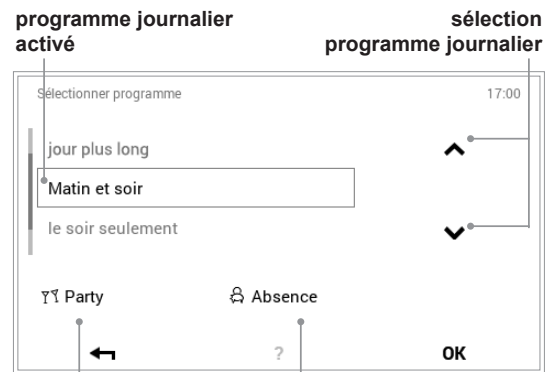 programme journalier
activé
sélection
programme journalier
Sélectionner programme 17:00
jour plus long
Matin et soir
le soir seulement
Party Absence
? OK